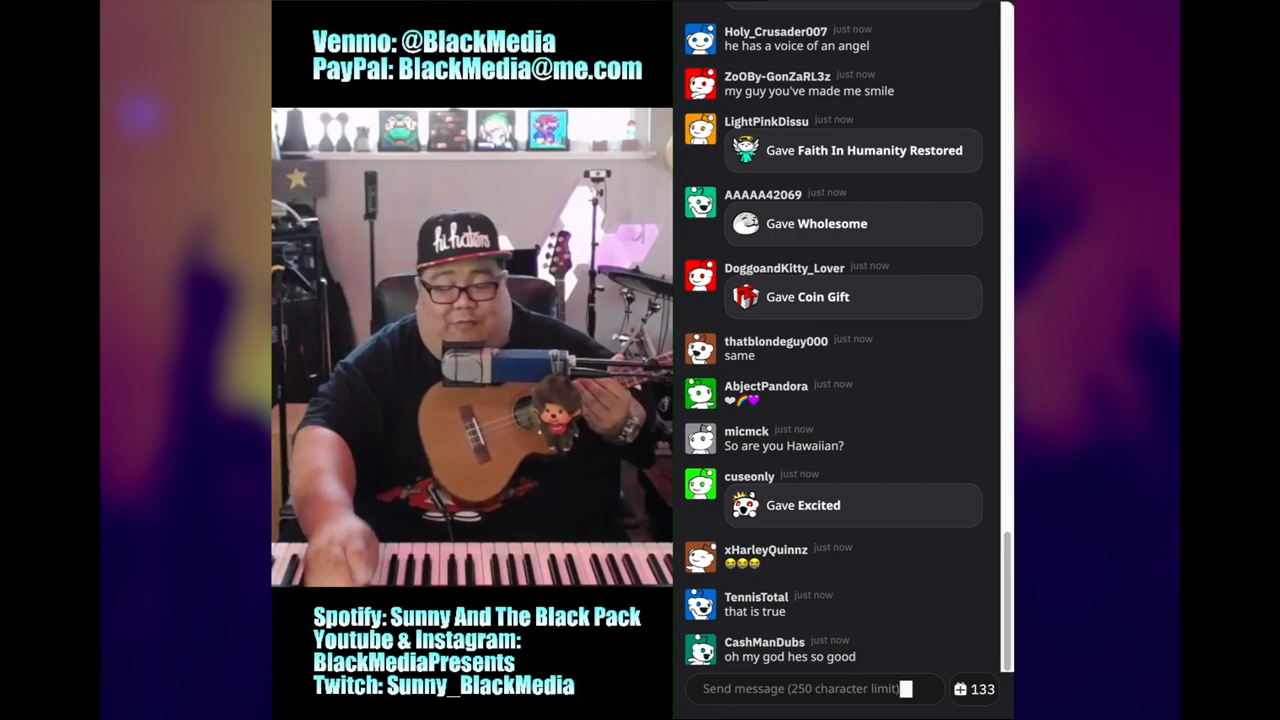 Venmo: @BlackMedia
PayPal: BlackMedia@me.com
hi haters
Spotify: Sunny And The Black Pack
Youtube & Instagram:
BlackMediaPresents
Twitch: Sunny_BlackMedia
Holy_Crusader007 just now
he has a voice of an angel
ZoOBy-GonZaRL3z just now
my guy you've made me smile
LightPinkDissu just now
Gave Faith In Humanity Restored
AAAAA42069 just now
Gave Wholesome
DoggoandKitty_Lover just now
Gave Coin Gift
thatblondeguy000 just now
same
AbjectPandora just now
❤🌈💜
micmck just now
So are you Hawaiian?
cuseonly just now
Gave Excited
xHarleyQuinnz just now
😭😭😭
TennisTotal just now
that is true
CashManDubs just now
oh my god hes so good
Send message (250 character limit)
133